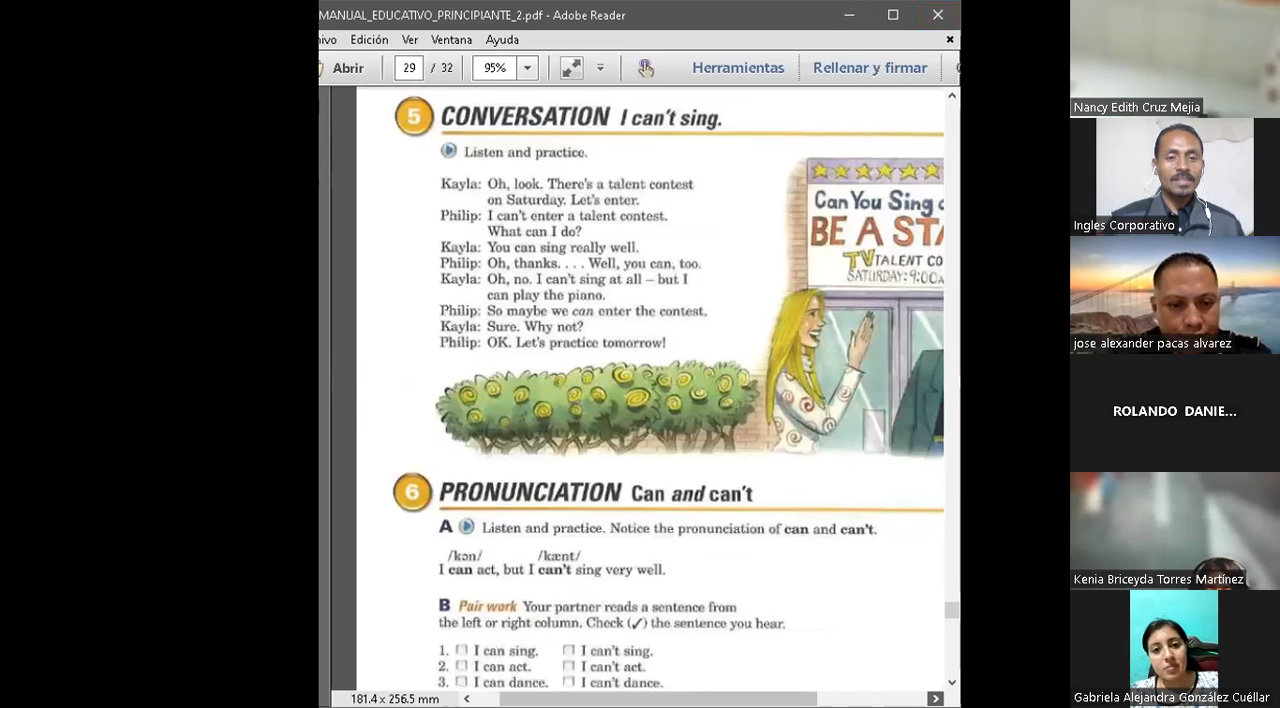 MANUAL_EDUCATIVO_PRINCIPIANTE_2.pdf - Adobe Reader
ivo Edición Ver Ventana Ayuda
Abrir 29 / 32 95% Herramientas Rellenar y firmar
5 CONVERSATION I can't sing.
Listen and practice.
Kayla: Oh, look. There's a talent contest
on Saturday. Let's enter.
Philip: I can't enter a talent contest.
What can I do?
Kayla: You can sing really well.
Philip: Oh, thanks. . . . Well, you can, too.
Kayla: Oh, no. I can't sing at all – but I
can play the piano.
Philip: So maybe we can enter the contest.
Kayla: Sure. Why not?
Philip: OK. Let's practice tomorrow!
Can You Sing
BE A STA
TV TALENT CO
SATURDAY: 9:00A
6 PRONUNCIATION Can and can't
A Listen and practice. Notice the pronunciation of can and can't.
/kən/ /kænt/
I can act, but I can't sing very well.
B Pair work Your partner reads a sentence from
the left or right column. Check (✓) the sentence you hear.
1. I can sing. I can't sing.
2. I can act. I can't act.
3. I can dance. I can't dance.
181.4 x 256.5 mm
Nancy Edith Cruz Mejia
Ingles Corporativo
jose alexander pacas alvarez
ROLANDO DANIE...
Kenia Briceyda Torres Martínez
Gabriela Alejandra González Cuéllar